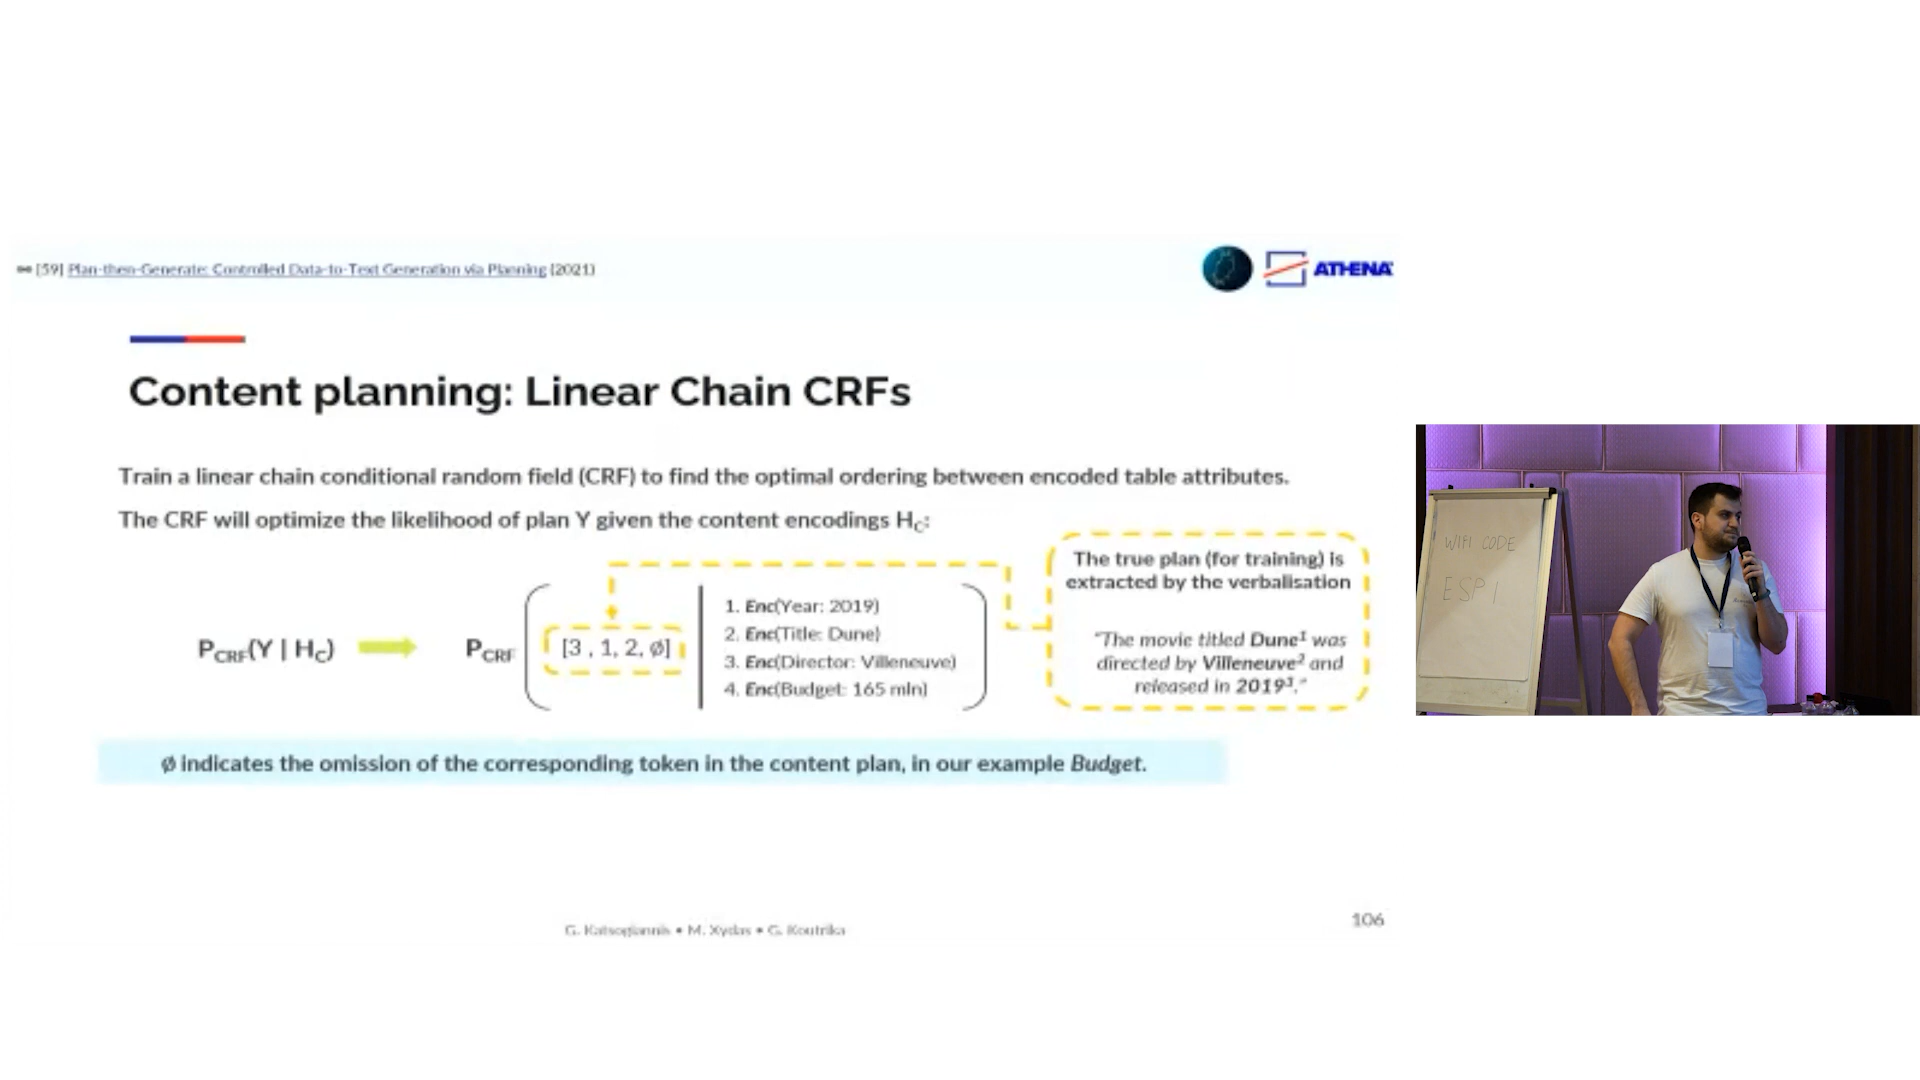 [59] Plan-then-Generate: Controlled Data-to-Text Generation via Planning (2021)
ATHENA
Content planning: Linear Chain CRFs
Train a linear chain conditional random field (CRF) to find the optimal ordering between encoded table attributes.
The CRF will optimize the likelihood of plan Y given the content encodings H_C:
P_CRF(Y | H_C)
P_CRF
[3 , 1, 2, ∅]
1. Enc(Year: 2019)
2. Enc(Title: Dune)
3. Enc(Director: Villeneuve)
4. Enc(Budget: 165 mln)
The true plan (for training) is
extracted by the verbalisation
"The movie titled Dune¹ was
directed by Villeneuve² and
released in 2019³."
∅ indicates the omission of the corresponding token in the content plan, in our example Budget.
G. Katsogiannis • M. Xydas • G. Koutrika
106
WIFI CODE
ESP1